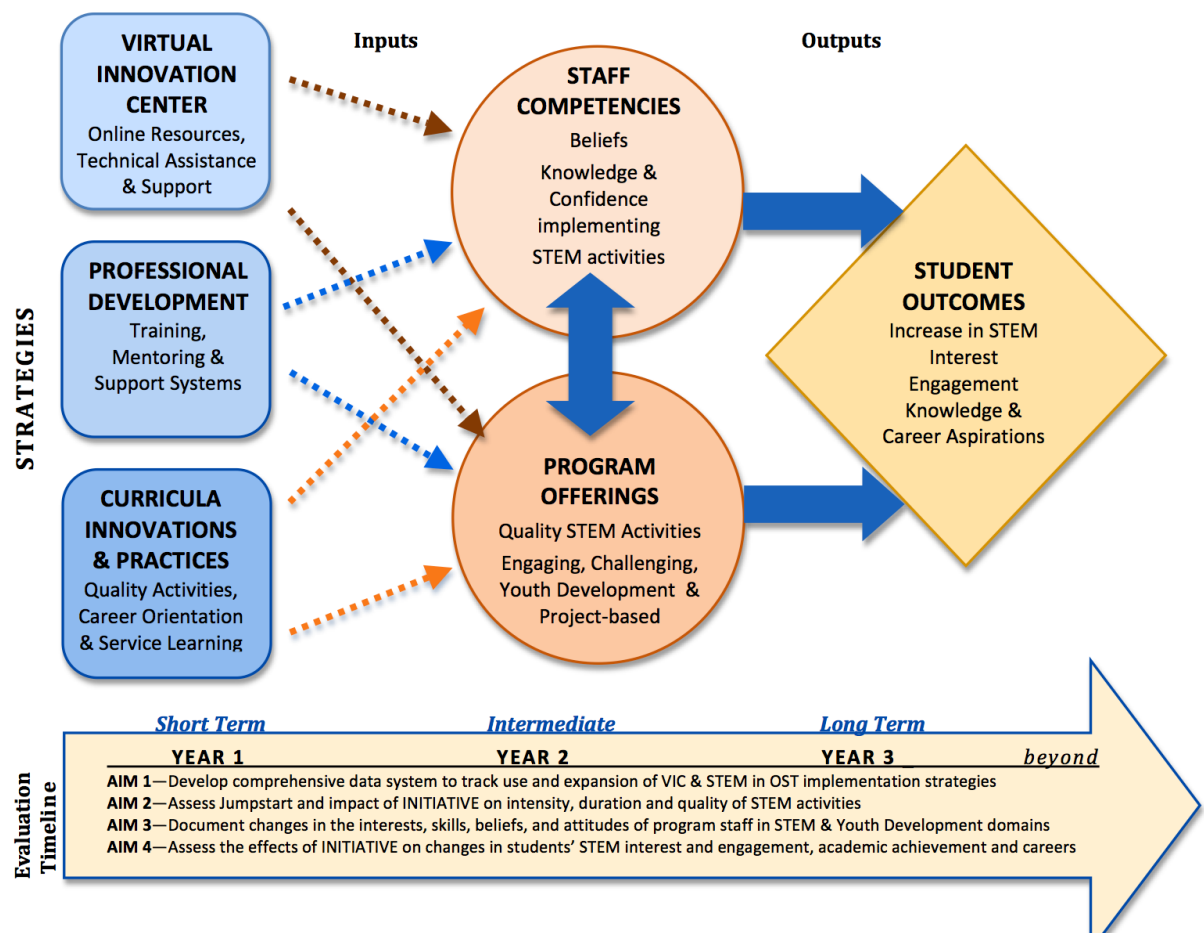 Inputs
Outputs
STRATEGIES
VIRTUAL
INNOVATION
CENTER
Online Resources,
Technical Assistance
& Support
PROFESSIONAL
DEVELOPMENT
Training,
Mentoring &
Support Systems
CURRICULA
INNOVATIONS
& PRACTICES
Quality Activities,
Career Orientation
& Service Learning
STAFF
COMPETENCIES
Beliefs
Knowledge &
Confidence
implementing
STEM activities
PROGRAM
OFFERINGS
Quality STEM Activities
Engaging, Challenging,
Youth Development &
Project-based
STUDENT
OUTCOMES
Increase in STEM
Interest
Engagement
Knowledge &
Career Aspirations
Evaluation
Timeline
Short Term Intermediate Long Term
YEAR 1 YEAR 2 YEAR 3 _ beyond
AIM 1—Develop comprehensive data system to track use and expansion of VIC & STEM in OST implementation strategies
AIM 2—Assess Jumpstart and impact of INITIATIVE on intensity, duration and quality of STEM activities
AIM 3—Document changes in the interests, skills, beliefs, and attitudes of program staff in STEM & Youth Development domains
AIM 4—Assess the effects of INITIATIVE on changes in students’ STEM interest and engagement, academic achievement and careers